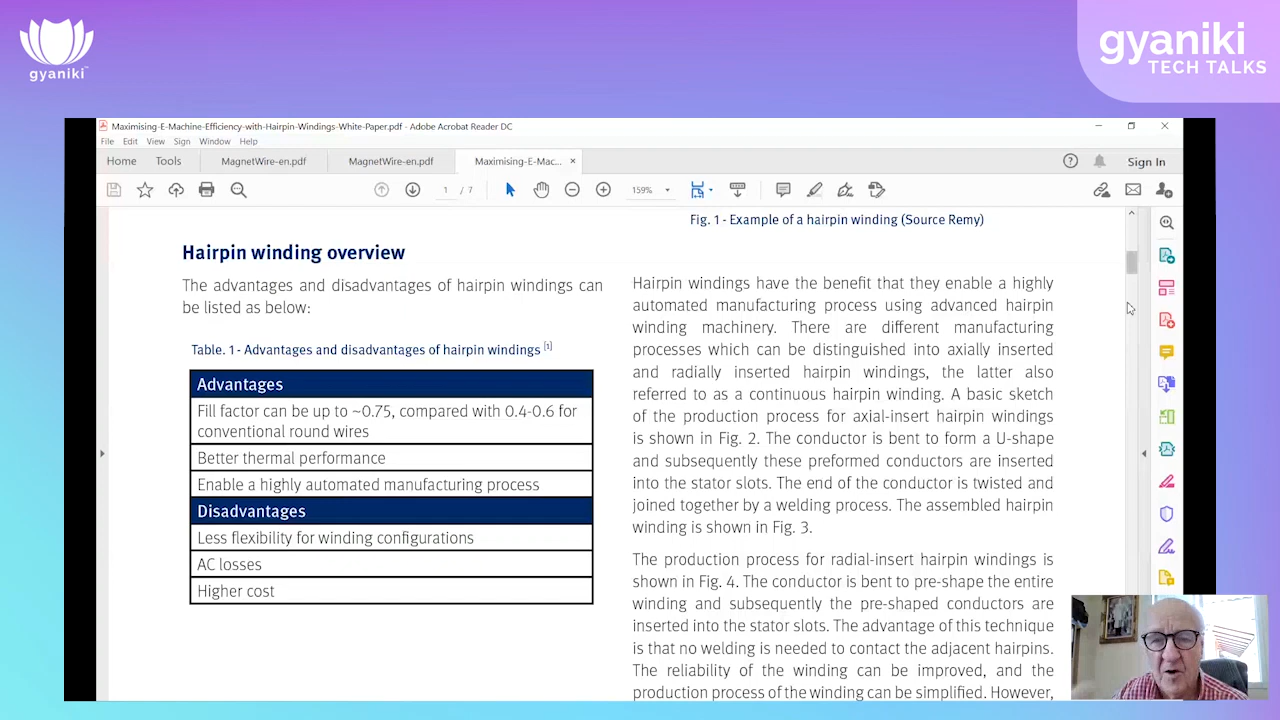 gyaniki
gyaniki
TECH TALKS
Maximising-E-Machine-Efficiency-with-Hairpin-Windings-White-Paper.pdf - Adobe Acrobat Reader DC
File Edit View Sign Window Help
Home Tools MagnetWire-en.pdf MagnetWire-en.pdf Maximising-E-Mac... × Sign In
1 / 7 159%
Fig. 1 - Example of a hairpin winding (Source Remy)
Hairpin winding overview
The advantages and disadvantages of hairpin windings can
be listed as below:
Table. 1 - Advantages and disadvantages of hairpin windings [1]
Advantages
Fill factor can be up to ~0.75, compared with 0.4-0.6 for
conventional round wires
Better thermal performance
Enable a highly automated manufacturing process
Disadvantages
Less flexibility for winding configurations
AC losses
Higher cost
Hairpin windings have the benefit that they enable a highly
automated manufacturing process using advanced hairpin
winding machinery. There are different manufacturing
processes which can be distinguished into axially inserted
and radially inserted hairpin windings, the latter also
referred to as a continuous hairpin winding. A basic sketch
of the production process for axial-insert hairpin windings
is shown in Fig. 2. The conductor is bent to form a U-shape
and subsequently these preformed conductors are inserted
into the stator slots. The end of the conductor is twisted and
joined together by a welding process. The assembled hairpin
winding is shown in Fig. 3.
The production process for radial-insert hairpin windings is
shown in Fig. 4. The conductor is bent to pre-shape the entire
winding and subsequently the pre-shaped conductors are
inserted into the stator slots. The advantage of this technique
is that no welding is needed to contact the adjacent hairpins.
The reliability of the winding can be improved, and the
production process of the winding can be simplified. However,